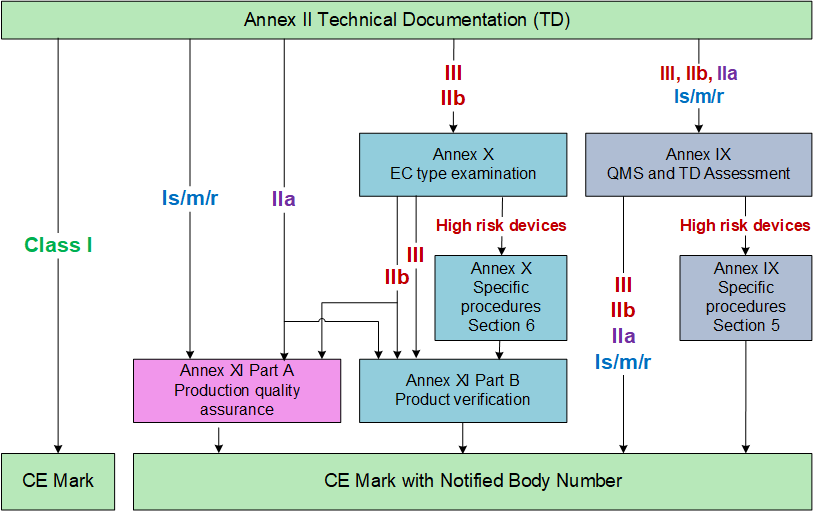 Annex II Technical Documentation (TD)
III
IIb
III, IIb, IIa
Is/m/r
Annex X
EC type examination
Annex IX
QMS and TD Assessment
Is/m/r
IIa
High risk devices
High risk devices
Class I
III
IIb
Annex X
Specific
procedures
Section 6
Annex IX
Specific
procedures
Section 5
III
IIb
IIa
Is/m/r
Annex XI Part A
Production quality
assurance
Annex XI Part B
Product verification
CE Mark
CE Mark with Notified Body Number